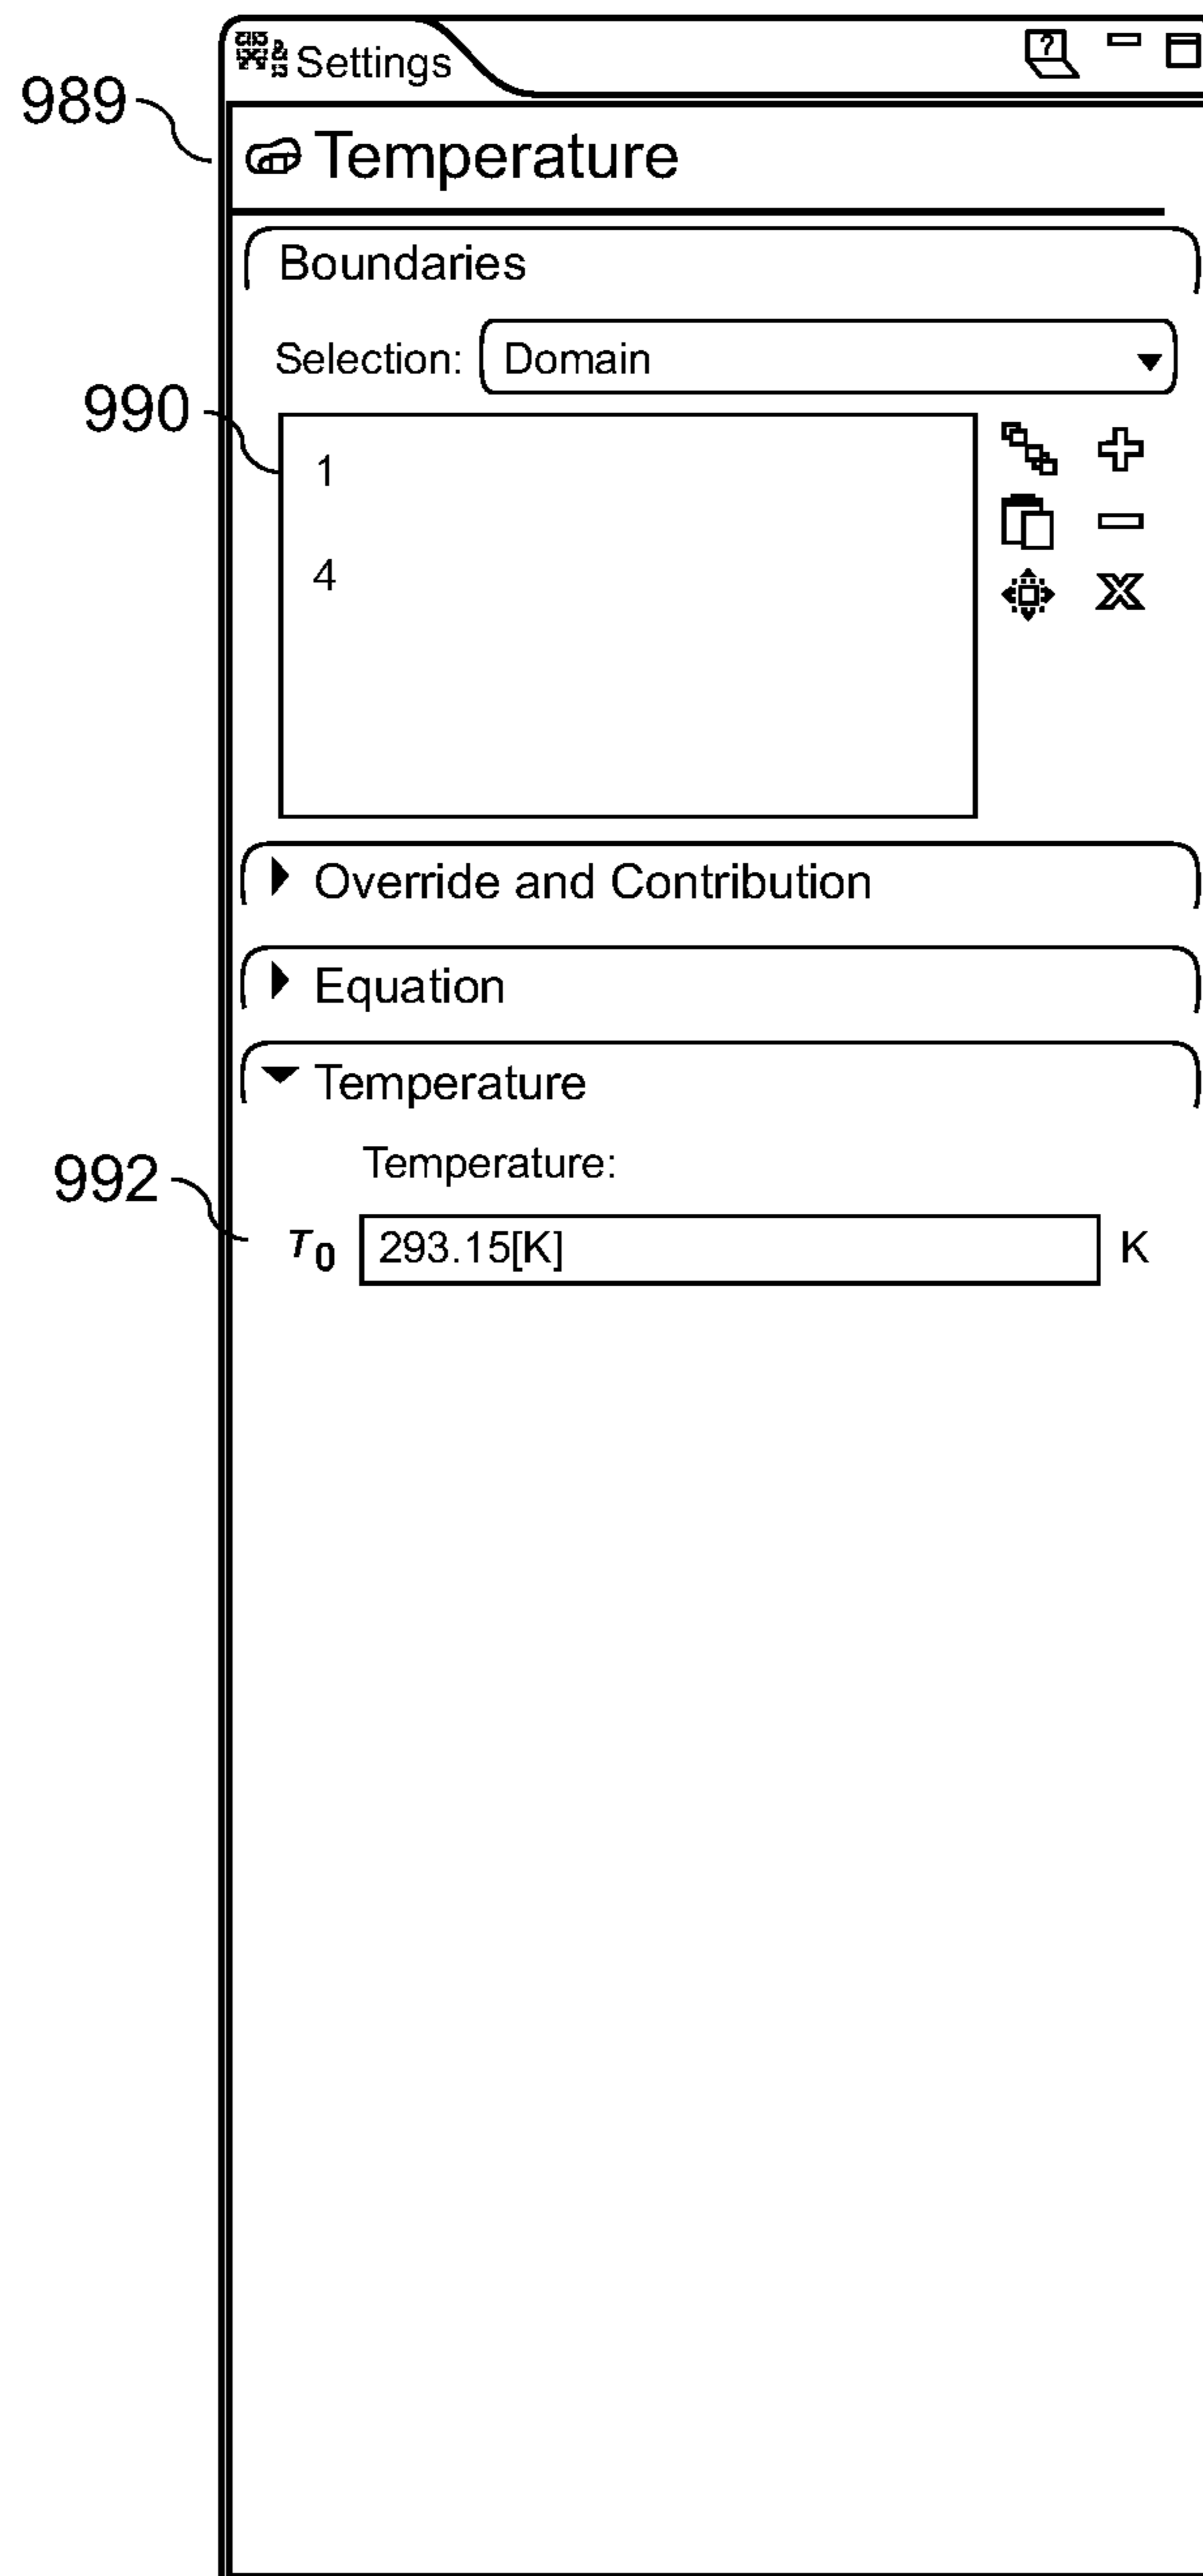 Settings ?
989
Temperature
Boundaries
Selection: Domain
990
1
4
Override and Contribution
Equation
Temperature
Temperature:
992
T0 293.15[K] K